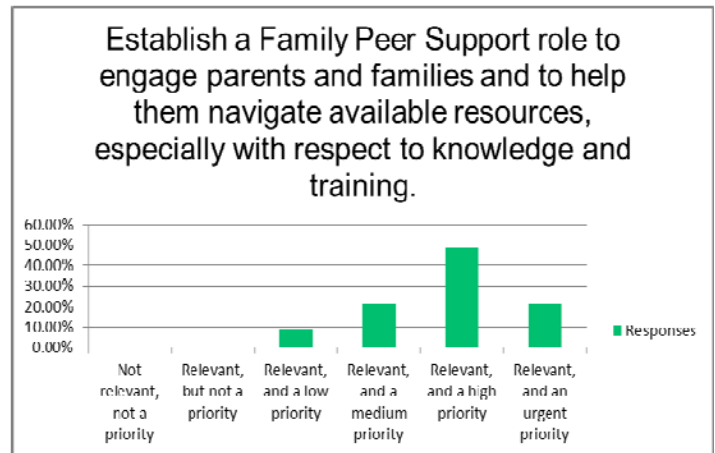 Establish a Family Peer Support role to
engage parents and families and to help
them navigate available resources,
especially with respect to knowledge and
training.
60.00%
50.00%
40.00%
30.00%
20.00%
10.00%
0.00%
Not relevant, not a priority
Relevant, but not a priority
Relevant, and a low priority
Relevant, and a medium priority
Relevant, and a high priority
Relevant, and an urgent priority
Responses